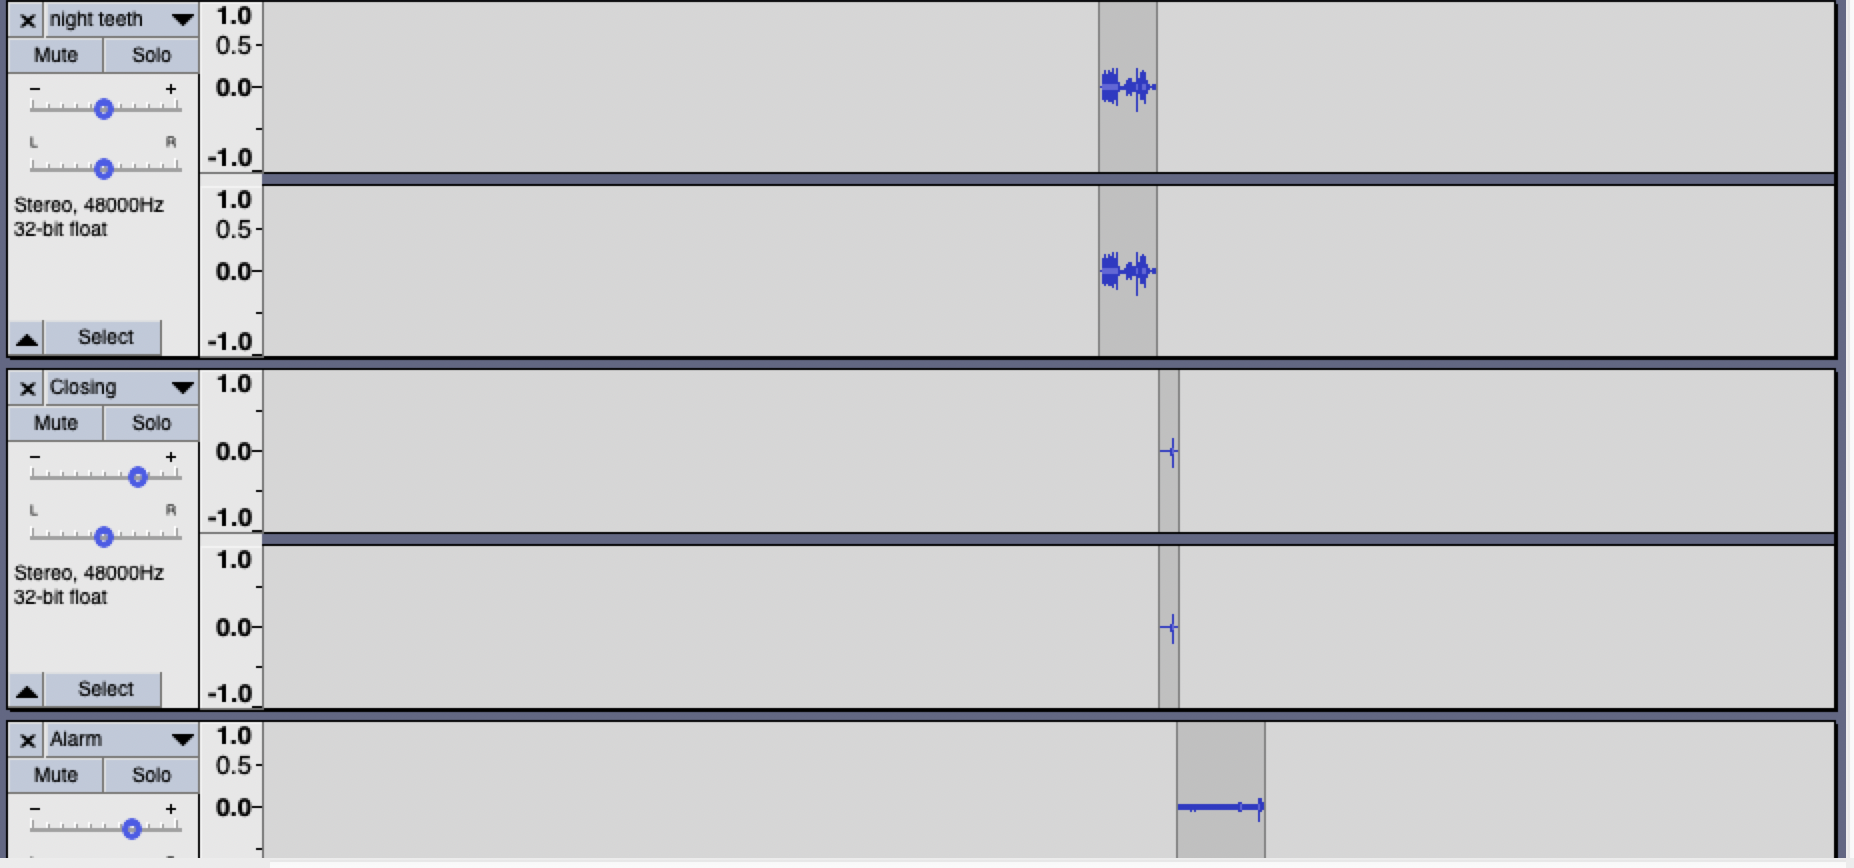 × night teeth ▼
Mute Solo
- +
L R
Stereo, 48000Hz
32-bit float
▲ Select
1.0
0.5
0.0
-1.0
1.0
0.5
0.0
-1.0
× Closing ▼
Mute Solo
- +
L R
Stereo, 48000Hz
32-bit float
▲ Select
1.0
0.0
-1.0
1.0
0.0
-1.0
× Alarm ▼
Mute Solo
- +
1.0
0.5
0.0